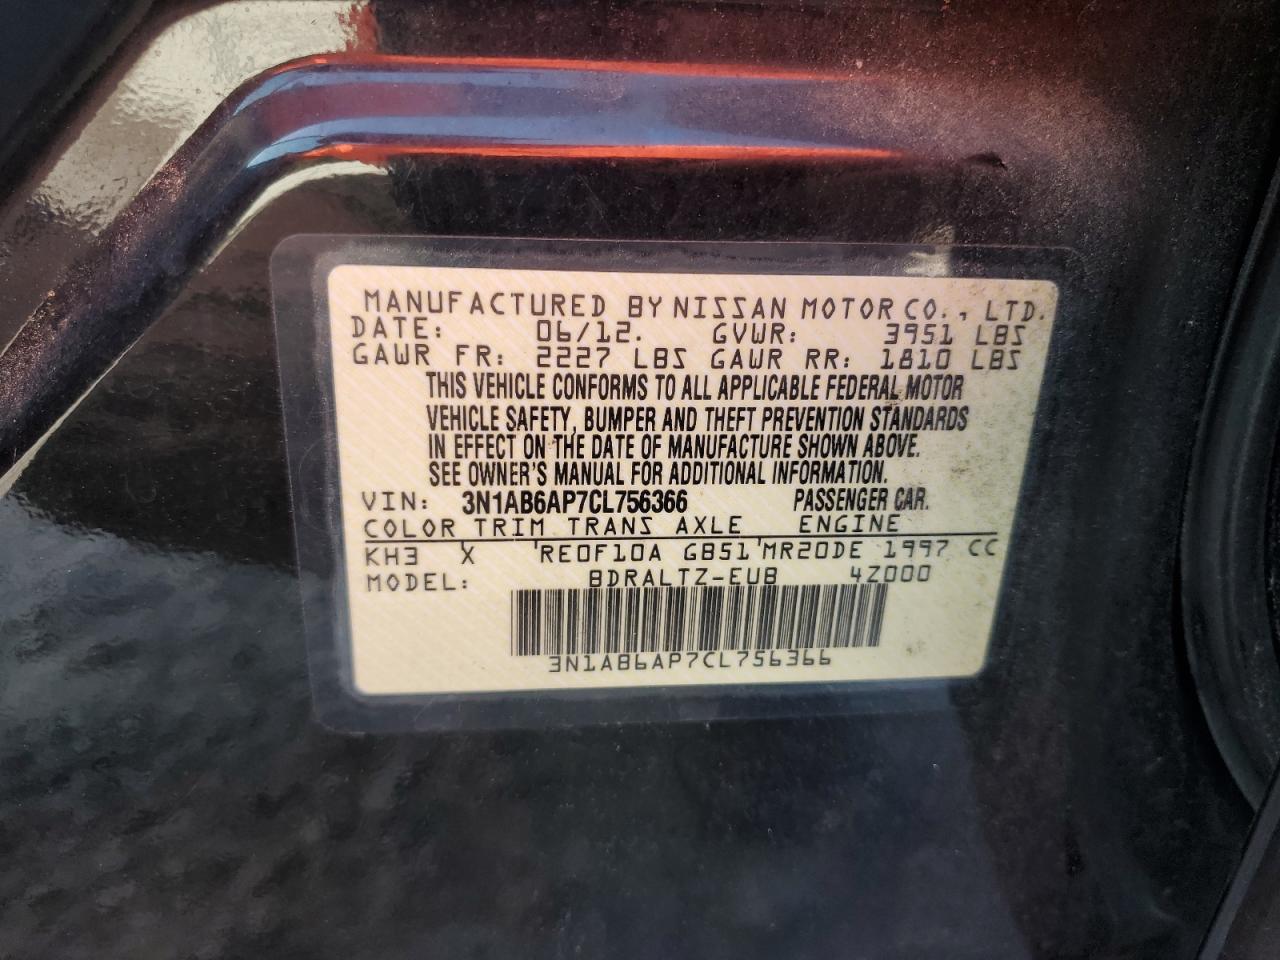 MANUFACTURED BY NISSAN MOTOR CO., LTD.
DATE: 06/12. GVWR: 3951 LBS
GAWR FR: 2227 LBS GAWR RR: 1810 LBS
THIS VEHICLE CONFORMS TO ALL APPLICABLE FEDERAL MOTOR
VEHICLE SAFETY, BUMPER AND THEFT PREVENTION STANDARDS
IN EFFECT ON THE DATE OF MANUFACTURE SHOWN ABOVE.
SEE OWNER'S MANUAL FOR ADDITIONAL INFORMATION.
VIN: 3N1AB6AP7CL756366 PASSENGER CAR.
COLOR TRIM TRANS AXLE ENGINE
KH3 X 'RE0F10A GB51'MR20DE 1997 CC
MODEL: BDRALTZ-EUB 4Z000
3N1AB6AP7CL756366